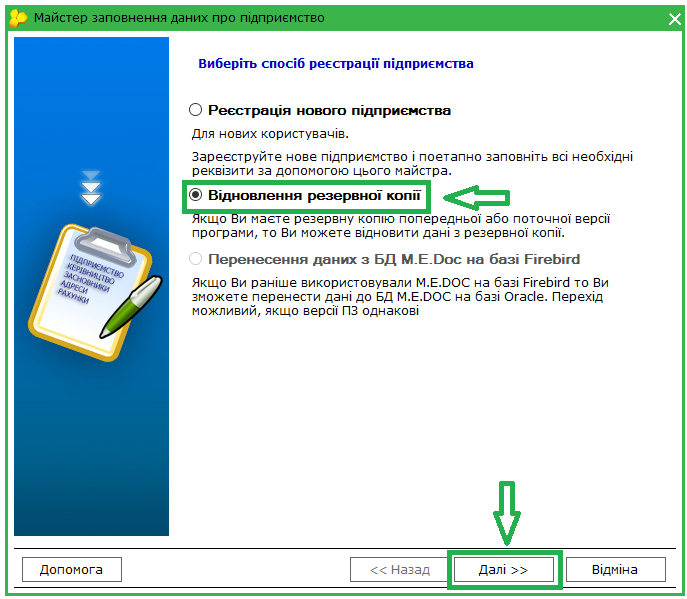 Майстер заповнення даних про підприємство
Виберіть спосіб реєстрації підприємства
Реєстрація нового підприємства
Для нових користувачів.
Зареєструйте нове підприємство і поетапно заповніть всі необхідні
реквізити за допомогою цього майстра.
Відновлення резервної копії
Якщо Ви маєте резервну копію попередньої або поточної версії
програми, то Ви можете відновити дані з резервної копії.
Перенесення даних з БД M.E.Doc на базі Firebird
Якщо Ви раніше використовували M.E.DOC на базі Firebird то Ви
зможете перенести дані до БД M.E.DOC на базі Oracle. Перехід
можливий, якщо версії ПЗ однакові
ПІДПРИЄМСТВО
КЕРІВНИЦТВО
ЗАСНОВНИКИ
АДРЕСИ
РАХУНКИ
Допомога
<< Назад
Далі >>
Відміна